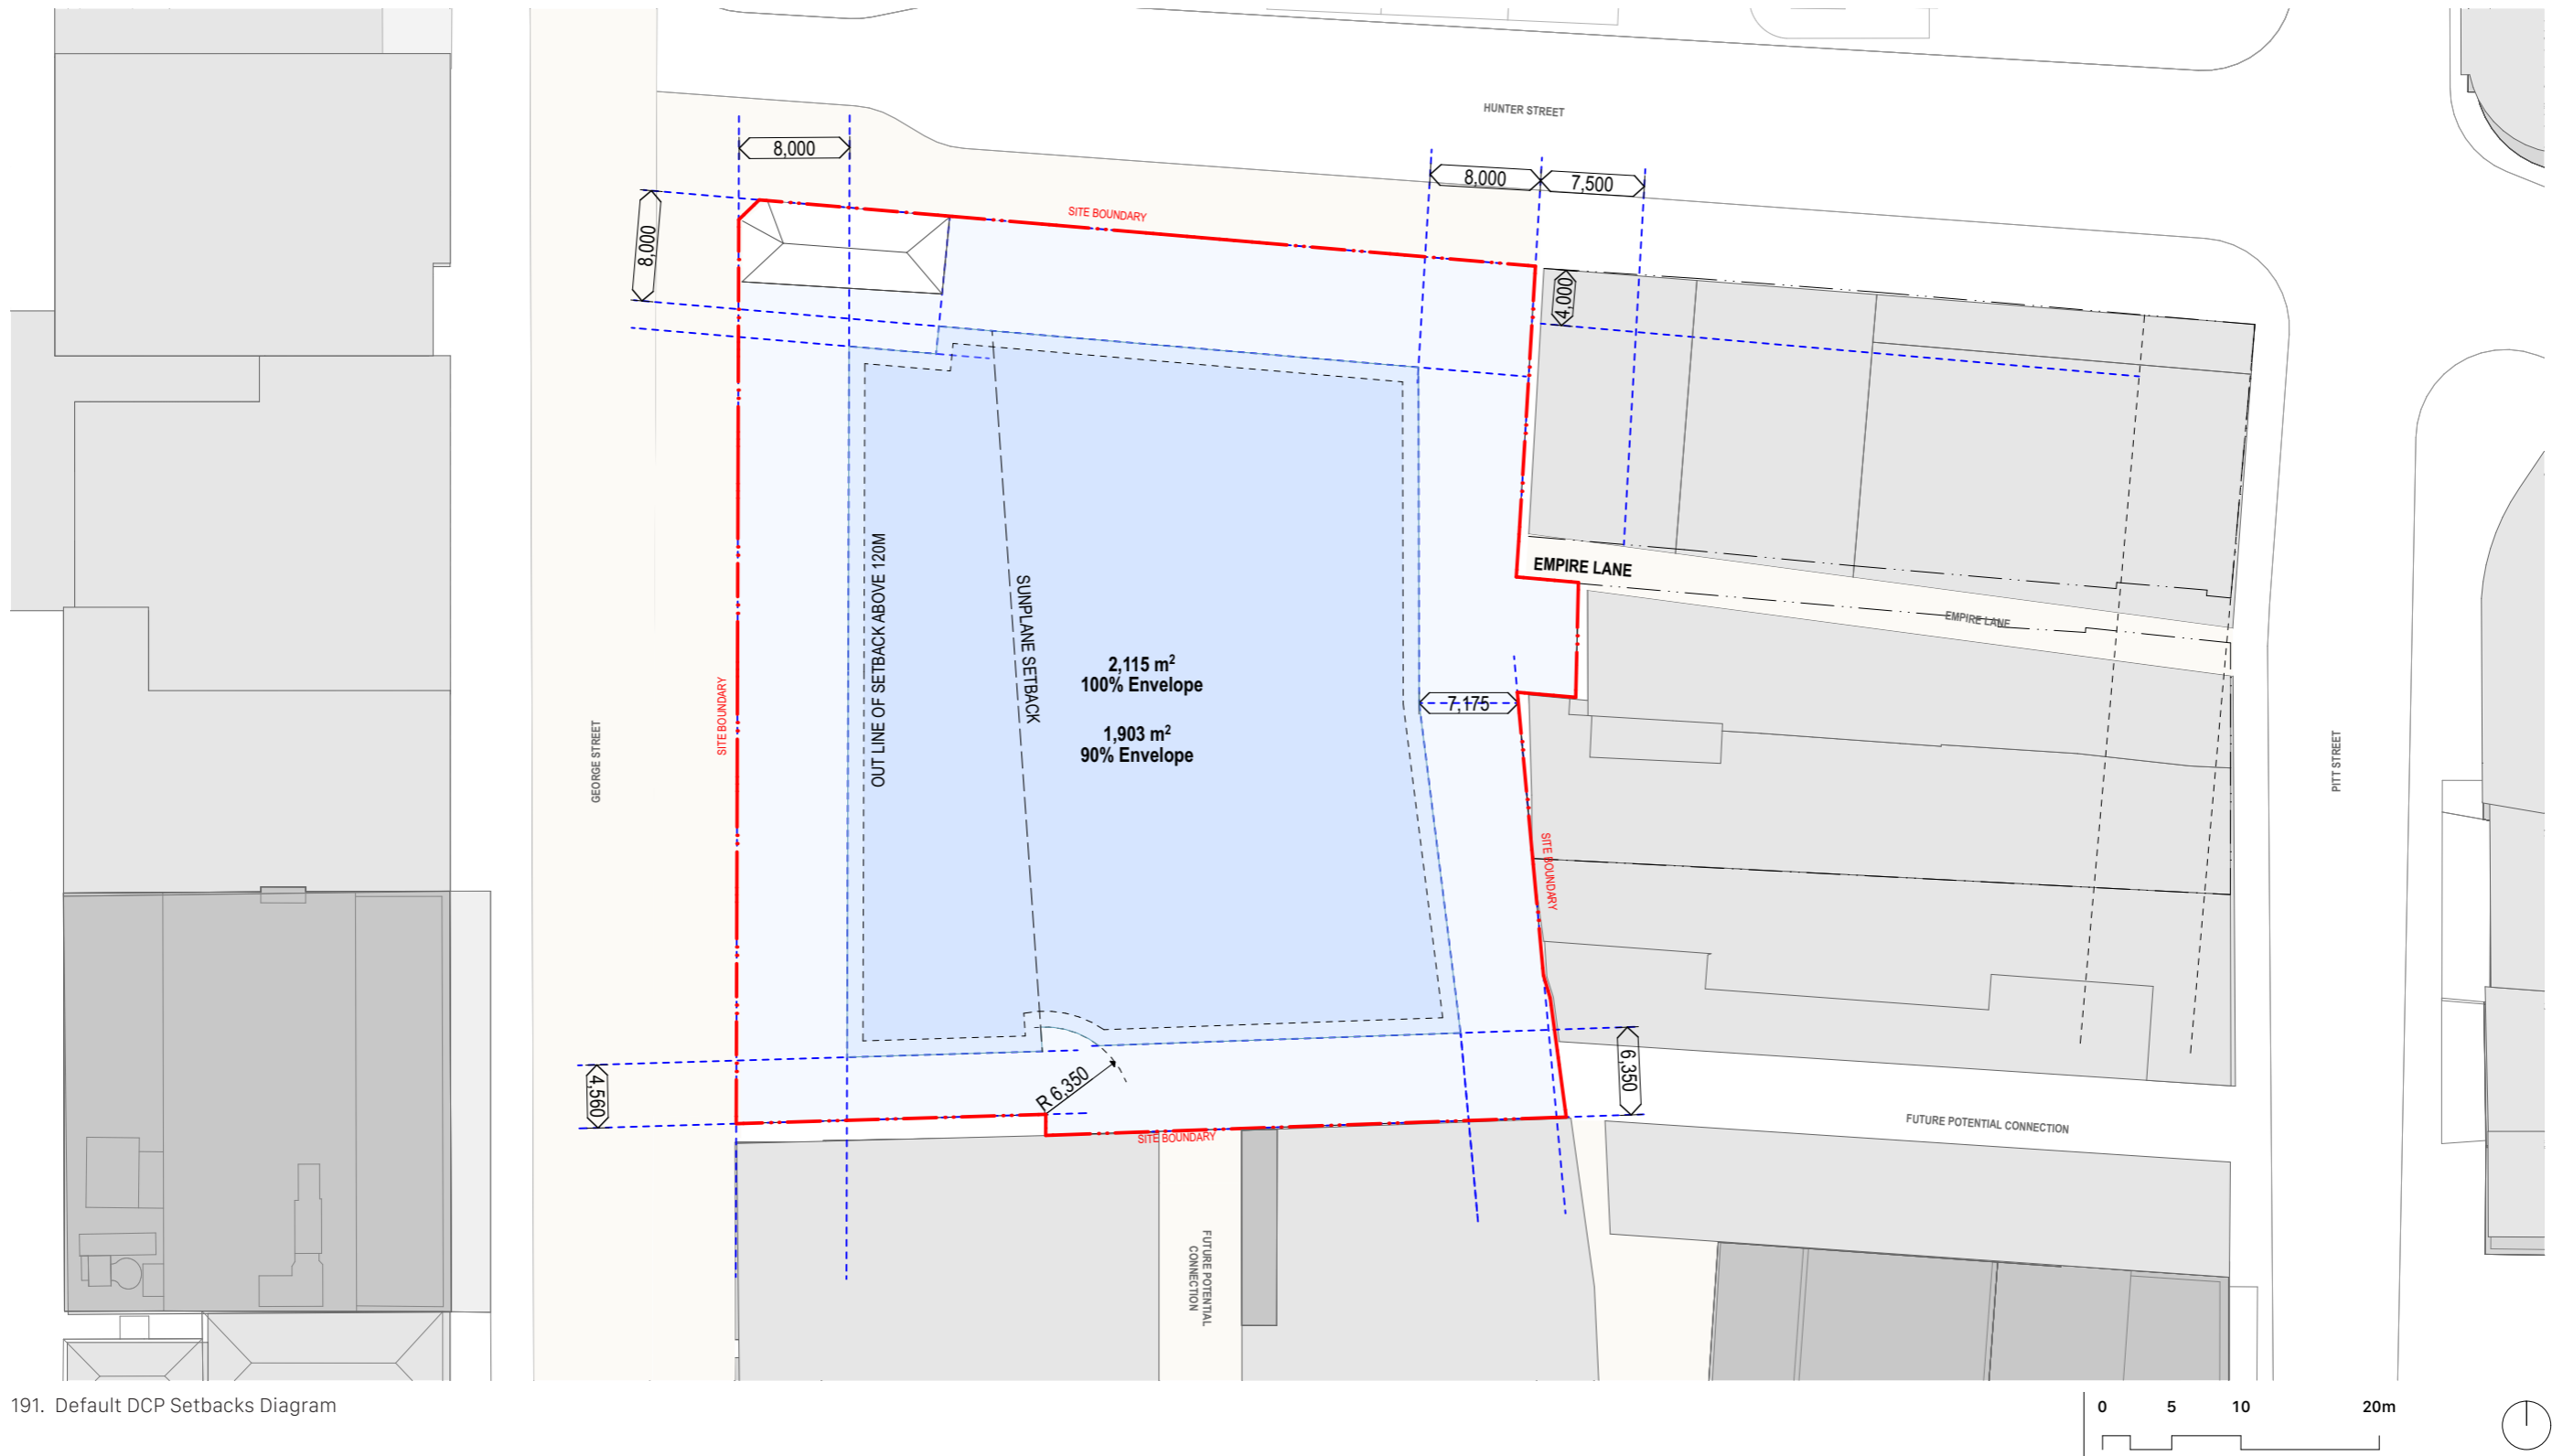 HUNTER STREET
8,000
8,000
7,500
8,000
SITE BOUNDARY
4,000
EMPIRE LANE
EMPIRE LANE
OUT LINE OF SETBACK ABOVE 120M
SUNPLANE SETBACK
2,115 m²
100% Envelope
1,903 m²
90% Envelope
7,175
SITE BOUNDARY
GEORGE STREET
PITT STREET
SITE BOUNDARY
4,560
R 6,350
6,350
SITE BOUNDARY
FUTURE POTENTIAL CONNECTION
FUTURE POTENTIAL
CONNECTION
191. Default DCP Setbacks Diagram
0 5 10 20m